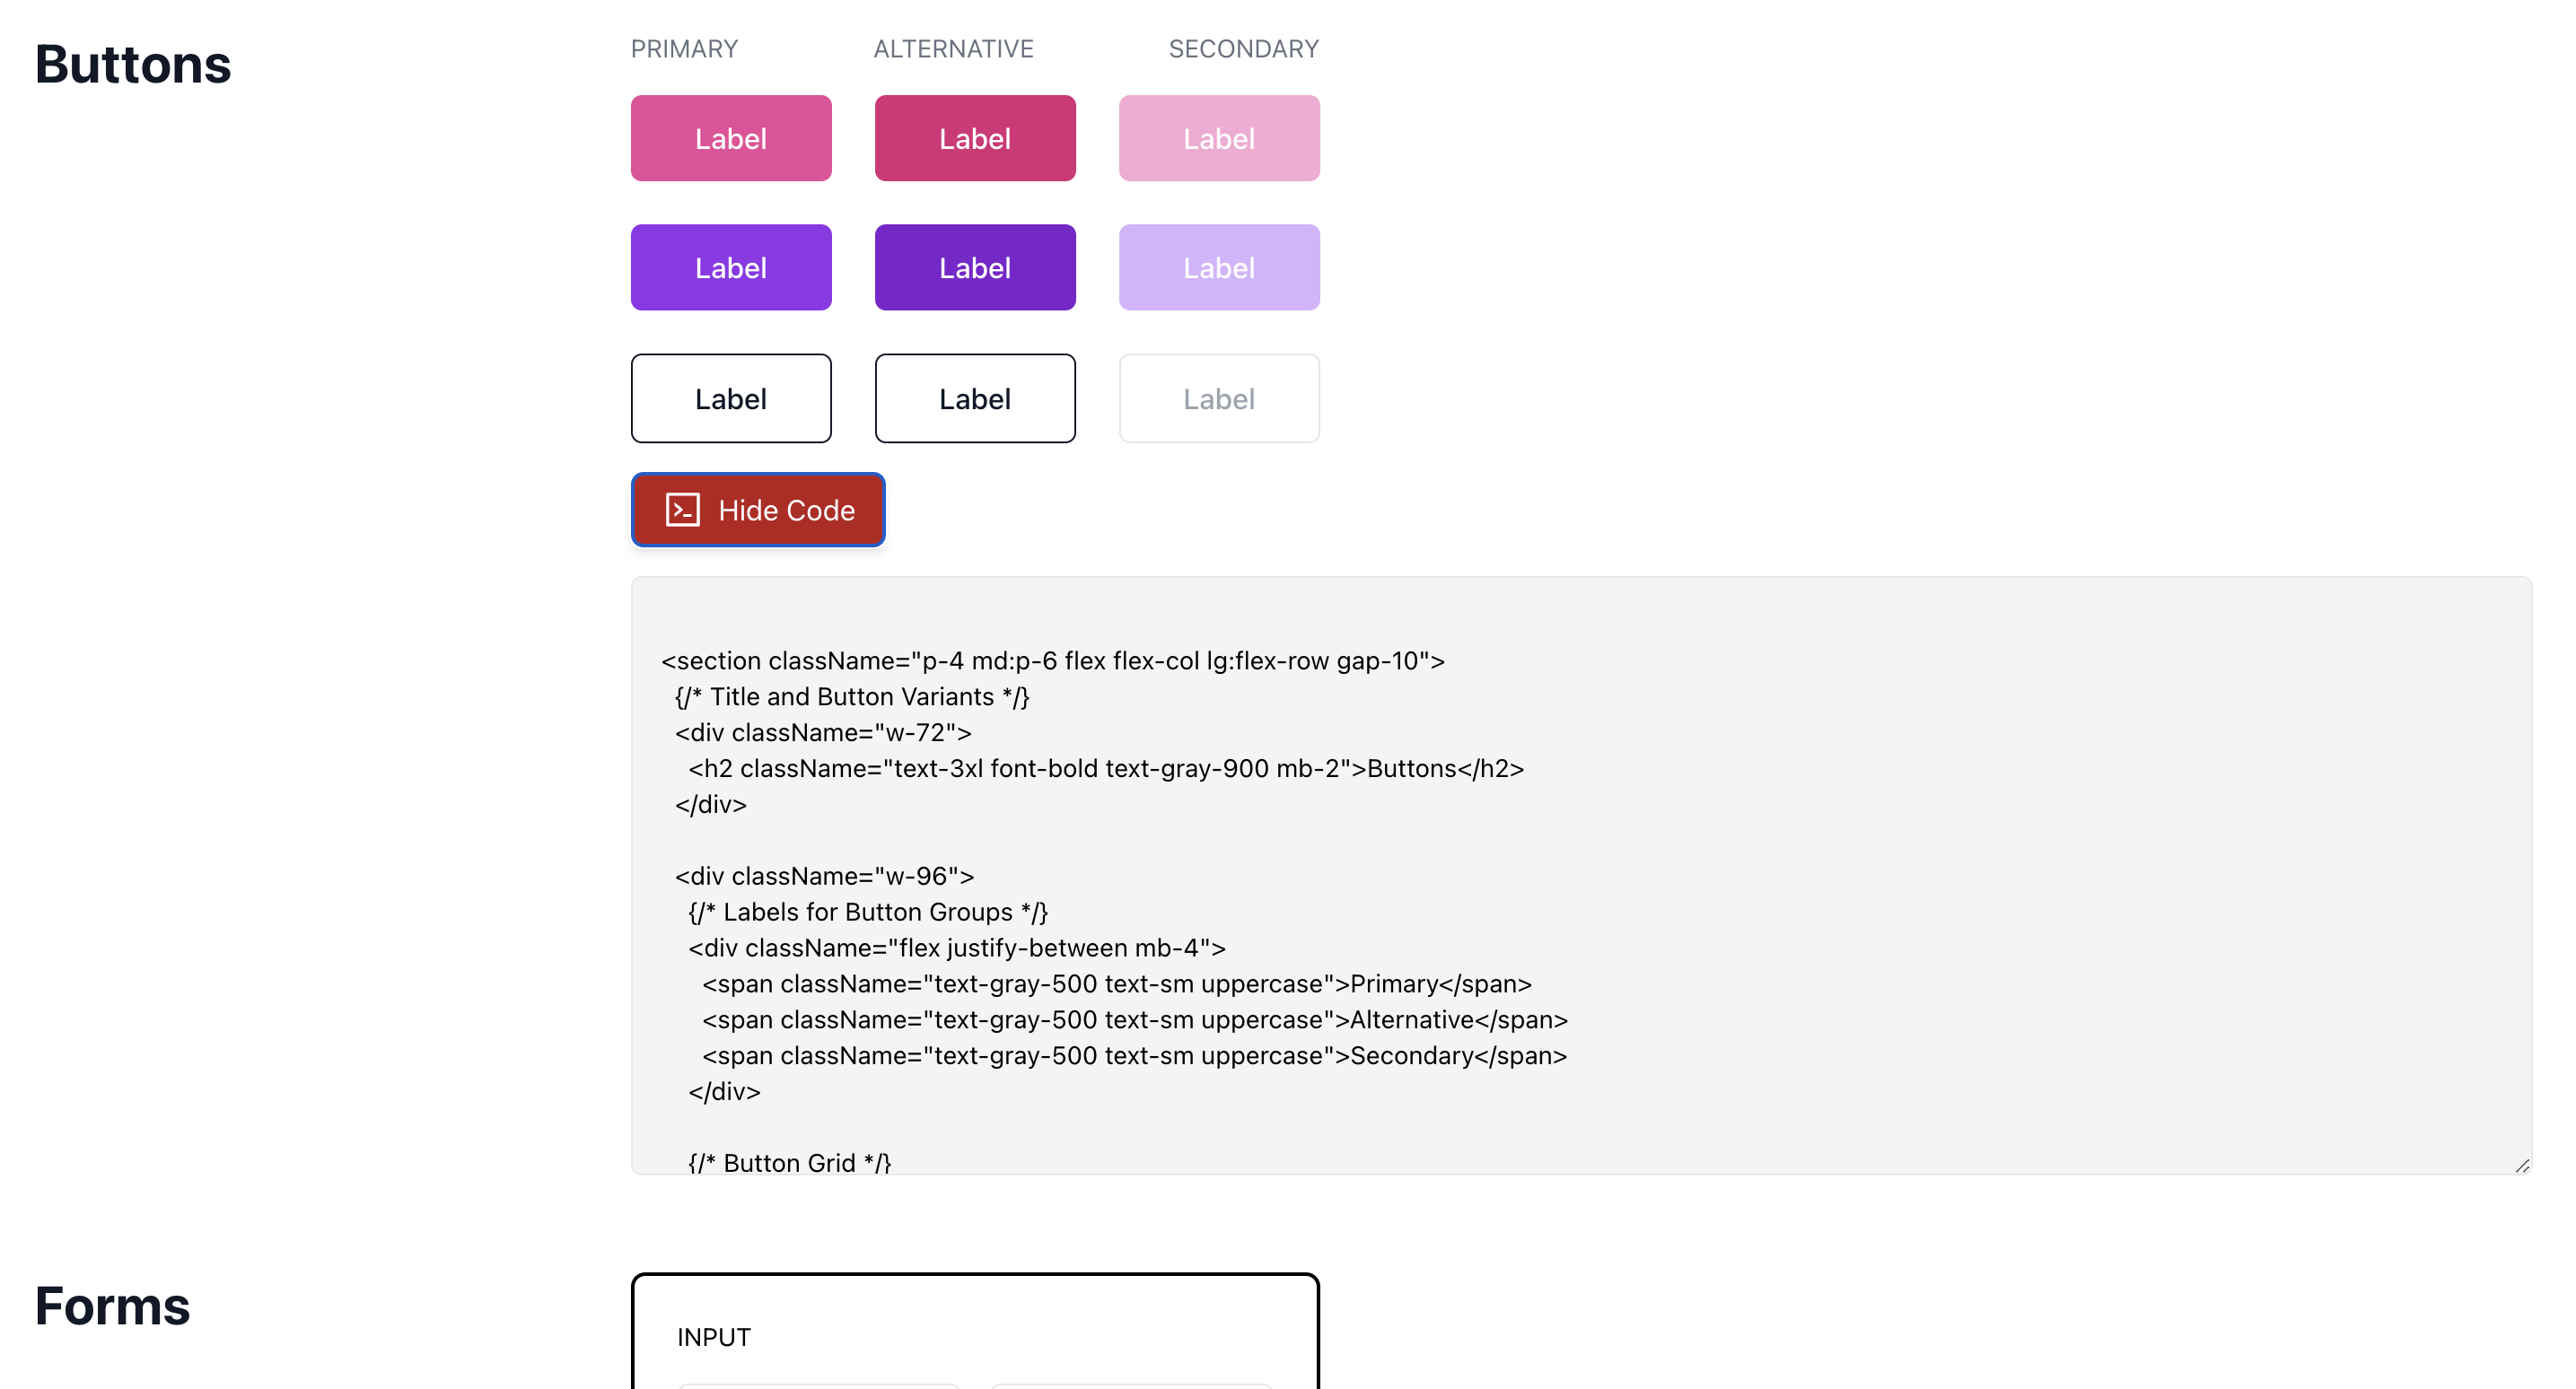 Buttons
PRIMARY ALTERNATIVE SECONDARY
Label Label Label
Label Label Label
Label Label Label
Hide Code
<section className="p-4 md:p-6 flex flex-col lg:flex-row gap-10">
{/* Title and Button Variants */}
<div className="w-72">
<h2 className="text-3xl font-bold text-gray-900 mb-2">Buttons</h2>
</div>
<div className="w-96">
{/* Labels for Button Groups */}
<div className="flex justify-between mb-4">
<span className="text-gray-500 text-sm uppercase">Primary</span>
<span className="text-gray-500 text-sm uppercase">Alternative</span>
<span className="text-gray-500 text-sm uppercase">Secondary</span>
</div>
{/* Button Grid */}
Forms
INPUT